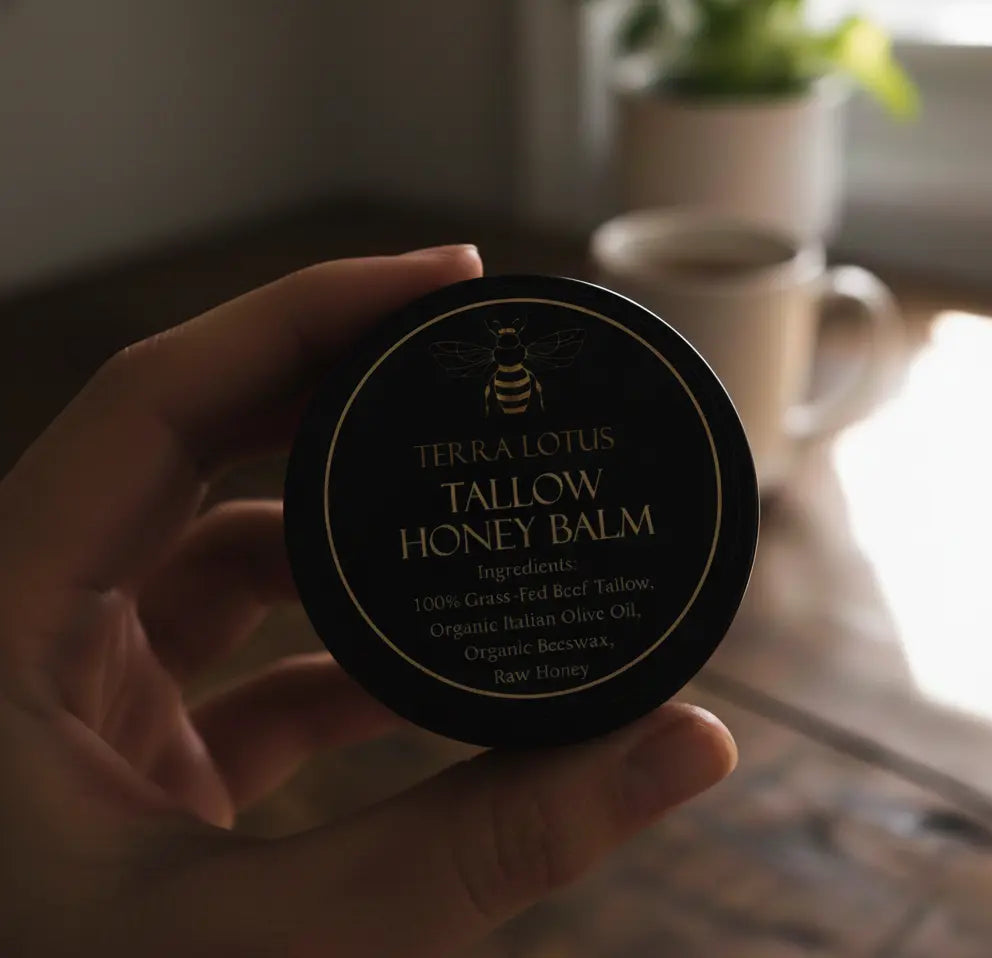 TERRA LOTUS
TALLOW
HONEY BALM
Ingredients:
100% Grass-Fed Beef Tallow,
Organic Italian Olive Oil,
Organic Beeswax,
Raw Honey